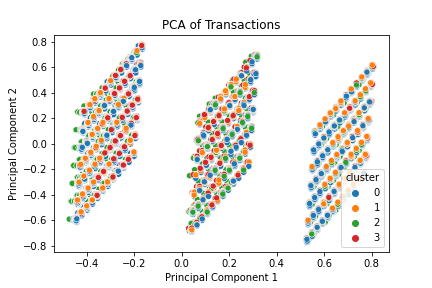 PCA of Transactions
Principal Component 2
0.8
0.6
0.4
0.2
0.0
−0.2
−0.4
−0.6
−0.8
cluster
0
1
2
3
−0.4 −0.2 0.0 0.2 0.4 0.6 0.8
Principal Component 1